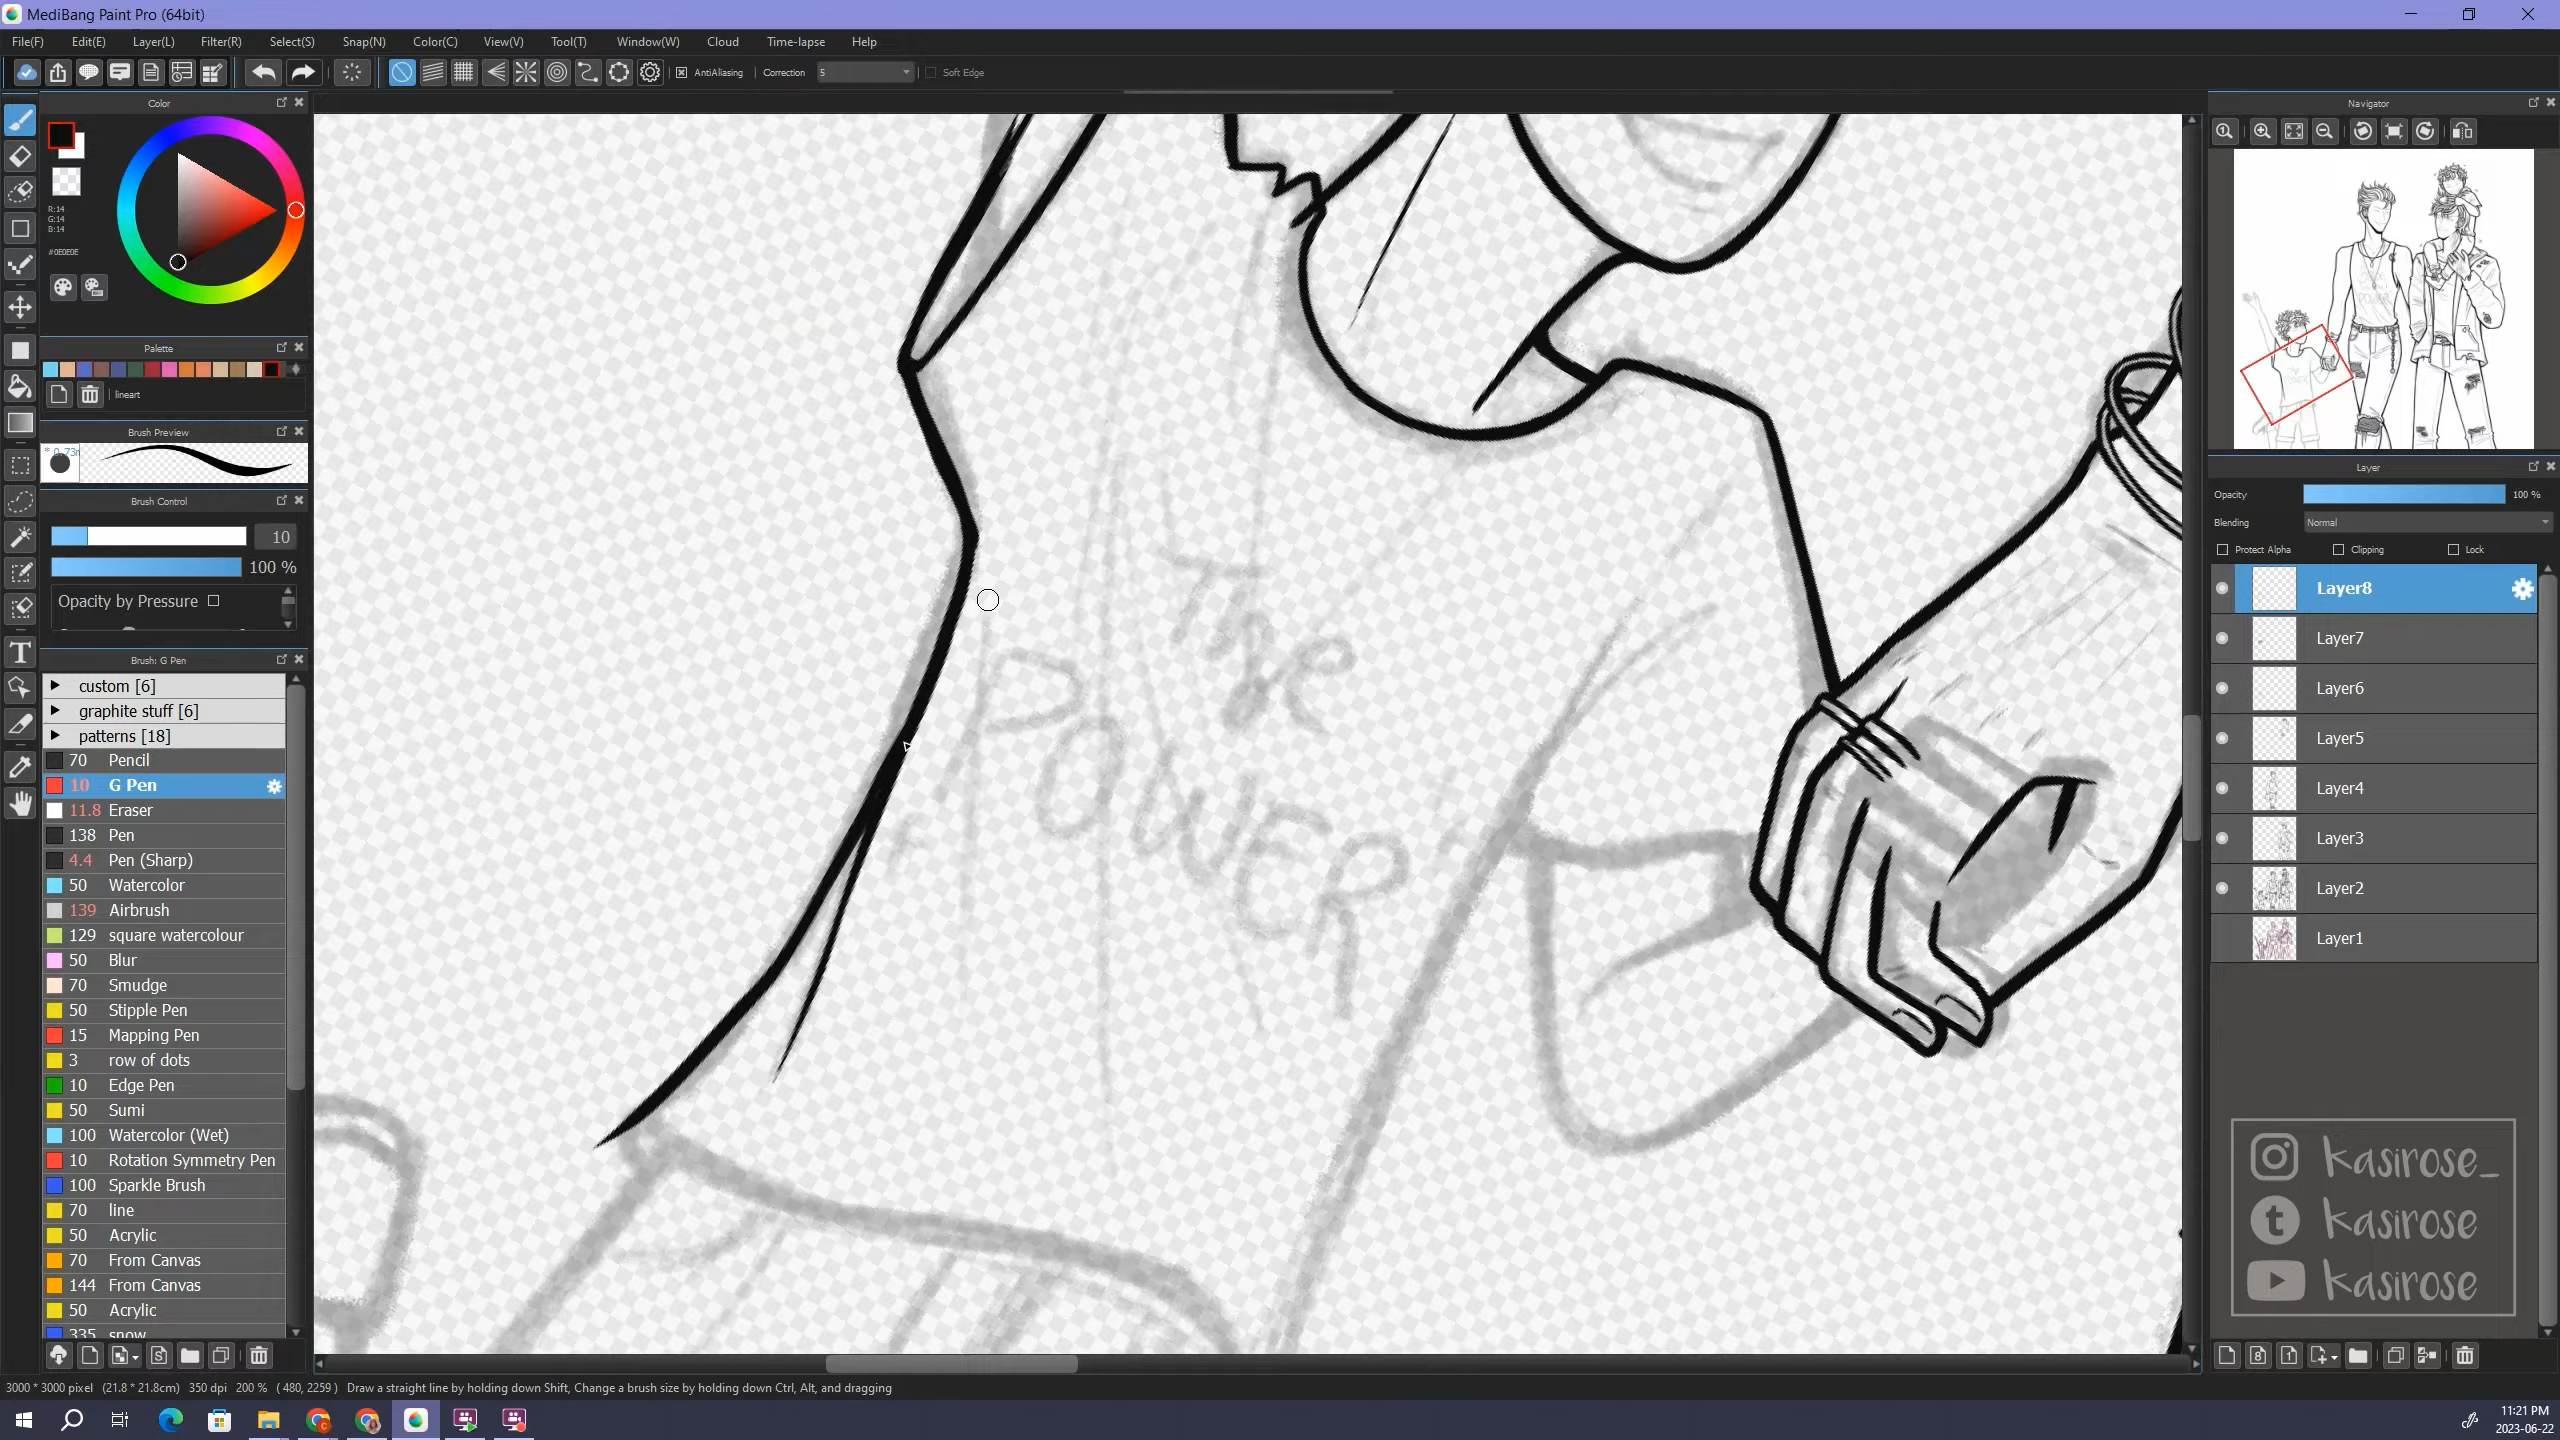 MediBang Paint Pro (64bit)
File(F) Edit(E) Layer(L) Filter(R) Select(S) Snap(N) Color(C) View(V) Tool(T) Window(W) Cloud Time-lapse Help
AntiAliasing Correction 5 Soft Edge
Color
R:14
G:14
B:14
#0E0E0E
Palette
lineart
Brush Preview
Brush Control
10
100 %
Opacity by Pressure
Brush: G Pen
custom [6]
graphite stuff [6]
patterns [18]
70 Pencil
10 G Pen
11.8 Eraser
138 Pen
4.4 Pen (Sharp)
50 Watercolor
139 Airbrush
129 square watercolour
50 Blur
70 Smudge
50 Stipple Pen
15 Mapping Pen
3 row of dots
10 Edge Pen
50 Sumi
100 Watercolor (Wet)
10 Rotation Symmetry Pen
100 Sparkle Brush
70 line
50 Acrylic
70 From Canvas
144 From Canvas
50 Acrylic
335 snow
POWER
Navigator
Layer
Opacity 100 %
Blending Normal
Protect Alpha Clipping Lock
Layer8
Layer7
Layer6
Layer5
Layer4
Layer3
Layer2
Layer1
kasirose_
kasirose
kasirose
3000 * 3000 pixel (21.8 * 21.8cm) 350 dpi 200 % ( 480, 2259 ) Draw a straight line by holding down Shift, Change a brush size by holding down Ctrl, Alt, and dragging
11:21 PM
2023-06-22